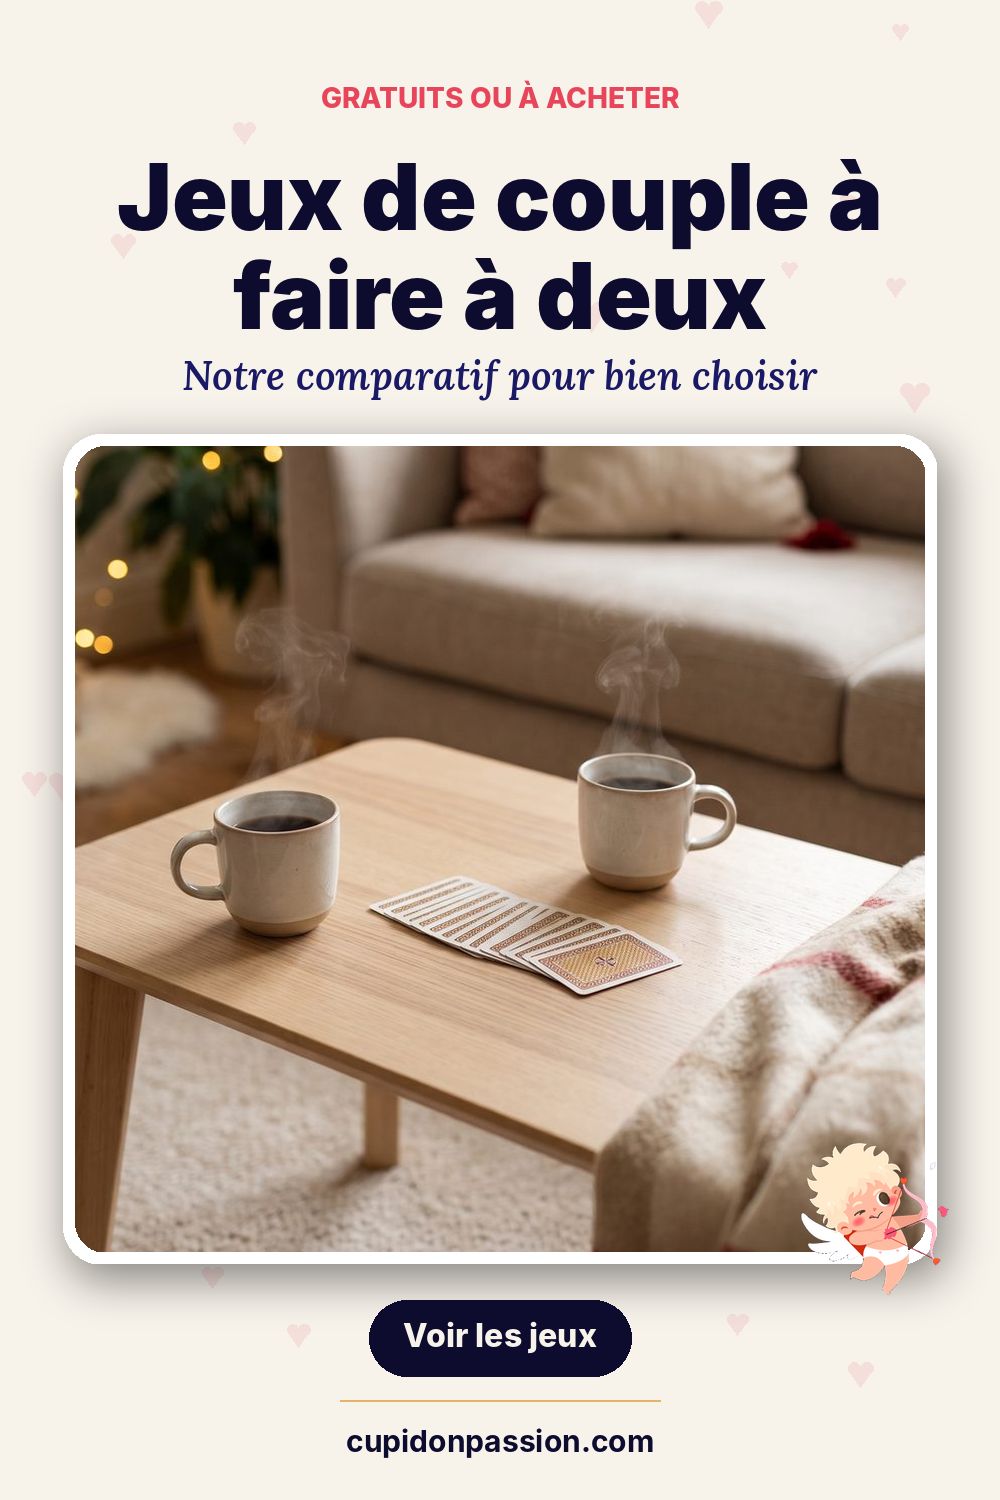 GRATUITS OU À ACHETER
Jeux de couple à
faire à deux
Notre comparatif pour bien choisir
Voir les jeux
cupidonpassion.com